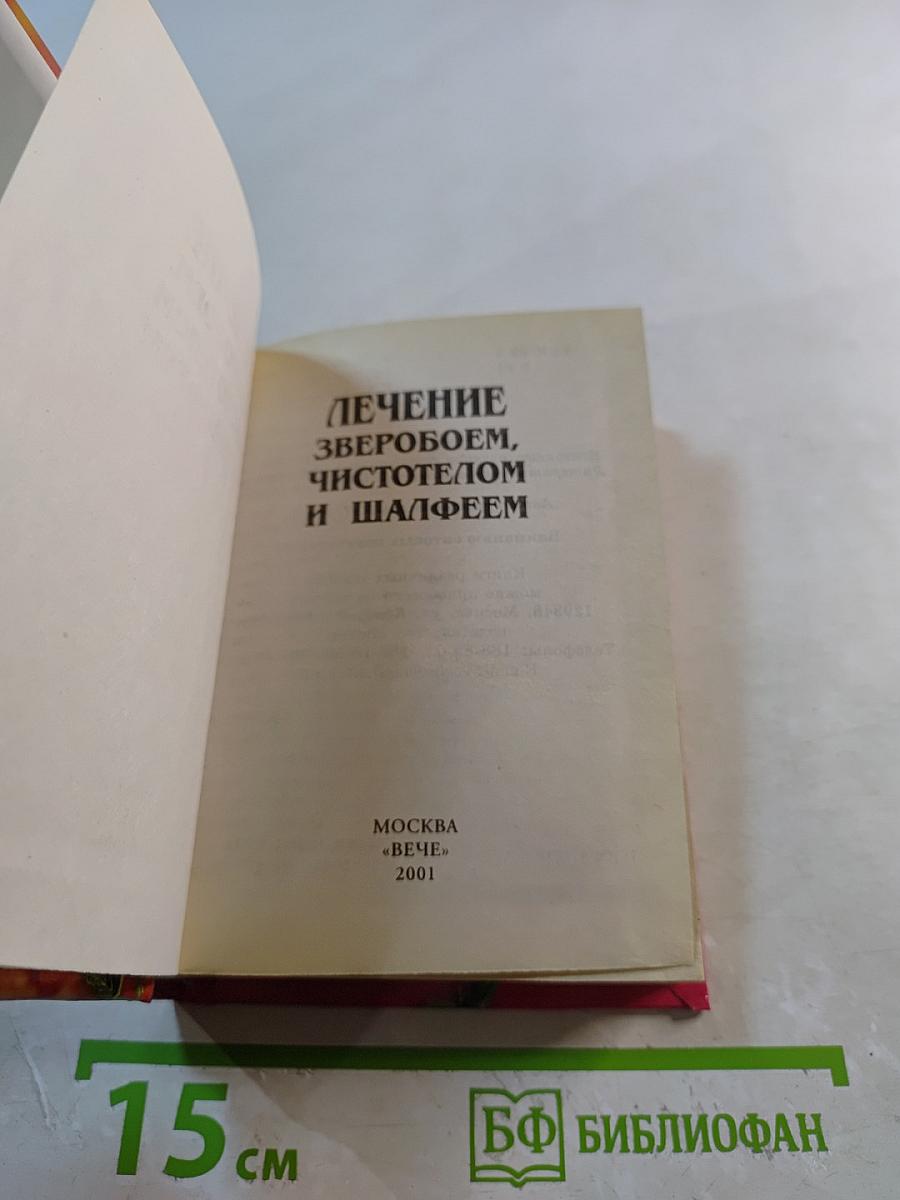 ЛЕЧЕНИЕ
ЗВЕРОБОЕМ,
ЧИСТОТЕЛОМ
И ШАЛФЕЕМ
МОСКВА
«ВЕЧЕ»
2001
15 см
БФ БИБЛИОФАН